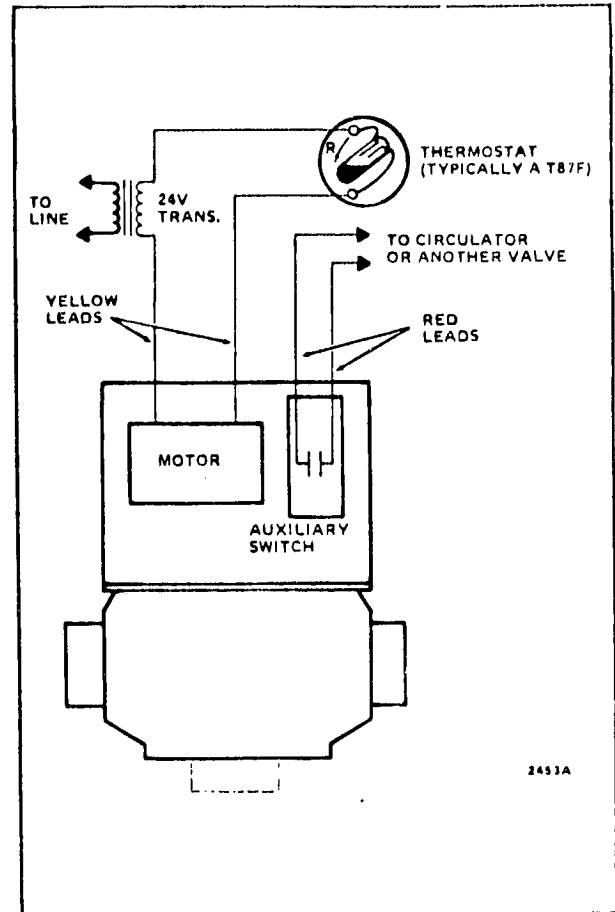 R
THERMOSTAT
(TYPICALLY A T87F)
TO
LINE
24V
TRANS.
TO CIRCULATOR
OR ANOTHER VALVE
YELLOW
LEADS
RED
LEADS
MOTOR
AUXILIARY
SWITCH
2453A